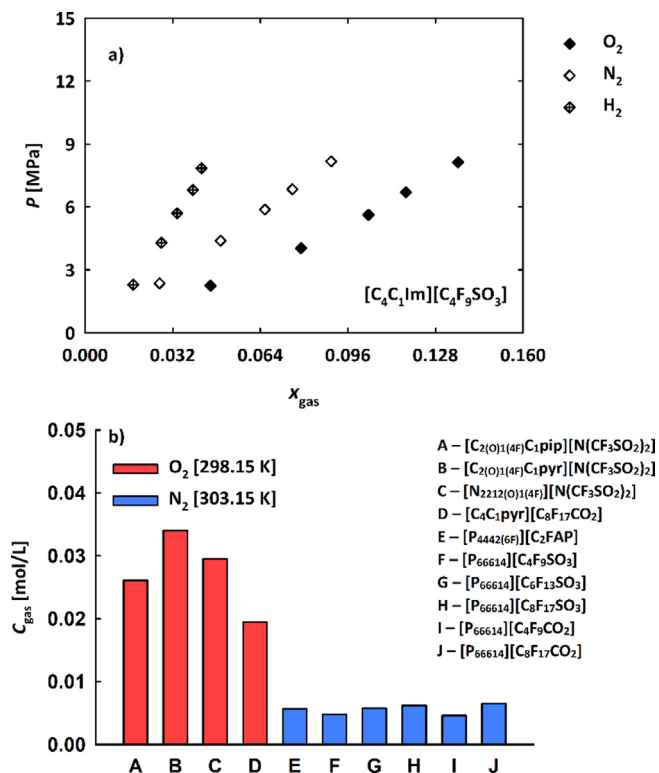 a)
15
12
9
6
3
0
P [MPa]
0.000 0.032 0.064 0.096 0.128 0.160
x_gas
[C₄C₁Im][C₄F₉SO₃]
O₂
N₂
H₂
b)
0.05
0.04
0.03
0.02
0.01
0.00
C_gas [mol/L]
O₂ [298.15 K]
N₂ [303.15 K]
A B C D E F G H I J
A – [C₂₍O₎₁₍₄F₎C₁pip][N(CF₃SO₂)₂]
B – [C₂₍O₎₁₍₄F₎C₁pyr][N(CF₃SO₂)₂]
C – [N₂₂₁₂₍O₎₁₍₄F₎][N(CF₃SO₂)₂]
D – [C₄C₁pyr][C₈F₁₇CO₂]
E – [P₄₄₄₂₍₆F₎][C₂FAP]
F – [P₆₆₆₁₄][C₄F₉SO₃]
G – [P₆₆₆₁₄][C₆F₁₃SO₃]
H – [P₆₆₆₁₄][C₈F₁₇SO₃]
I – [P₆₆₆₁₄][C₄F₉CO₂]
J – [P₆₆₆₁₄][C₈F₁₇CO₂]